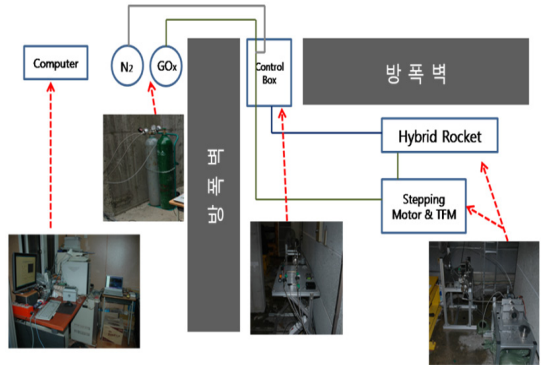 Computer
N2
GOx
Control
Box
방 폭 벽
방 폭 벽
Hybrid Rocket
Stepping
Motor & TFM